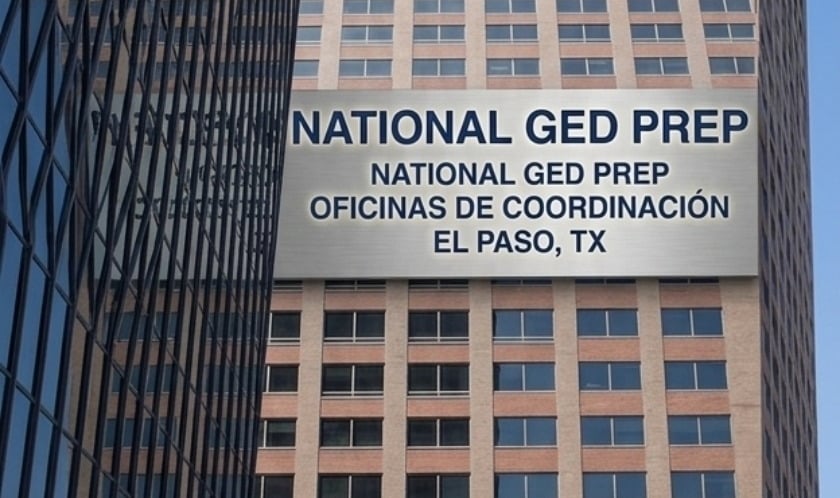 NATIONAL GED PREP
NATIONAL GED PREP
OFICINAS DE COORDINACIÓN
EL PASO, TX